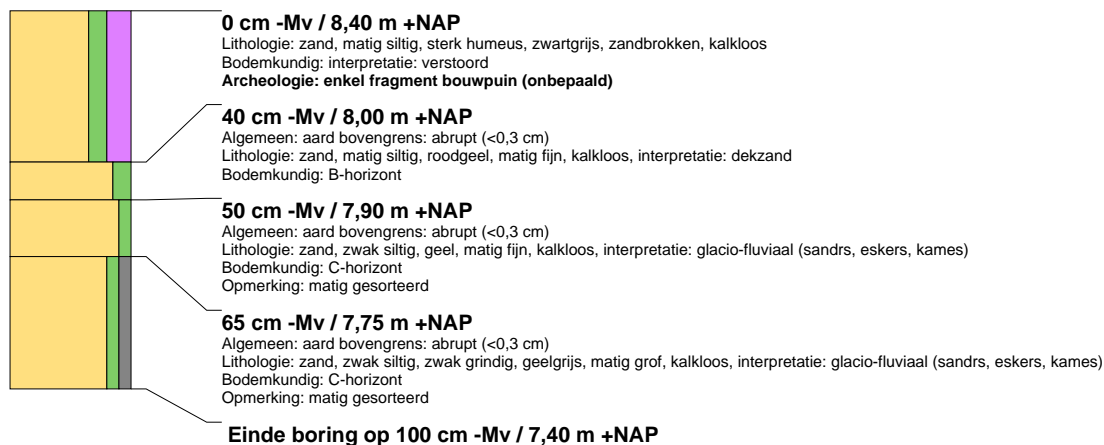 0 cm -Mv / 8,40 m +NAP
Lithologie: zand, matig siltig, sterk humeus, zwartgrijs, zandbrokken, kalkloos
Bodemkundig: interpretatie: verstoord
Archeologie: enkel fragment bouwpuin (onbepaald)
40 cm -Mv / 8,00 m +NAP
Algemeen: aard bovengrens: abrupt (<0,3 cm)
Lithologie: zand, matig siltig, roodgeel, matig fijn, kalkloos, interpretatie: dekzand
Bodemkundig: B-horizont
50 cm -Mv / 7,90 m +NAP
Algemeen: aard bovengrens: abrupt (<0,3 cm)
Lithologie: zand, zwak siltig, geel, matig fijn, kalkloos, interpretatie: glacio-fluviaal (sandrs, eskers, kames)
Bodemkundig: C-horizont
Opmerking: matig gesorteerd
65 cm -Mv / 7,75 m +NAP
Algemeen: aard bovengrens: abrupt (<0,3 cm)
Lithologie: zand, zwak siltig, zwak grindig, geelgrijs, matig grof, kalkloos, interpretatie: glacio-fluviaal (sandrs, eskers, kames)
Bodemkundig: C-horizont
Opmerking: matig gesorteerd
Einde boring op 100 cm -Mv / 7,40 m +NAP